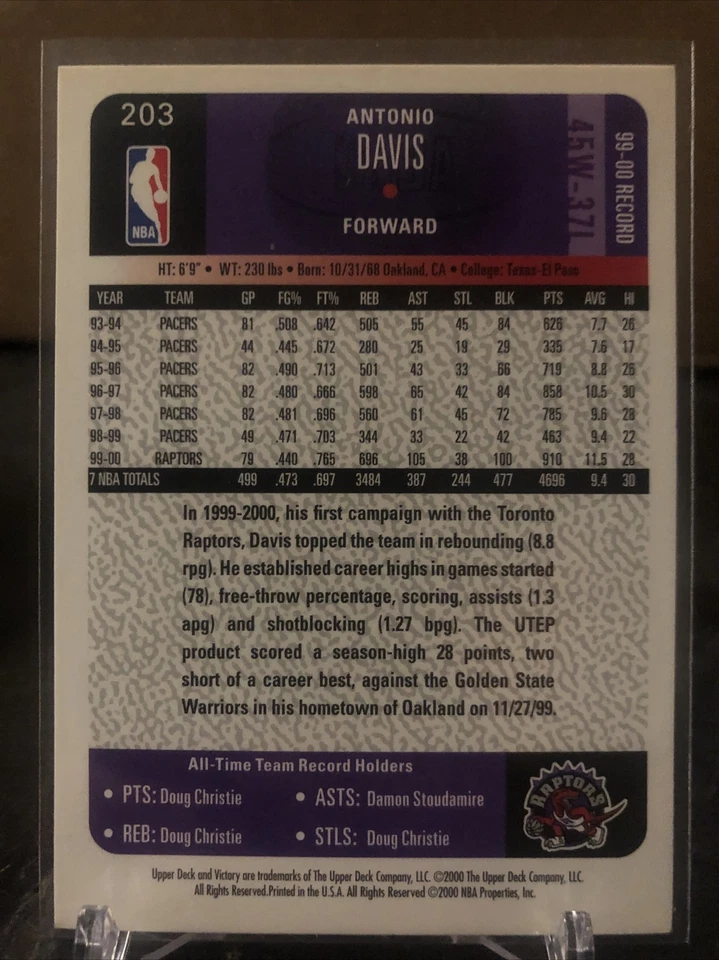 203
NBA
ANTONIO
DAVIS
FORWARD
45W-37L
99-00 RECORD
HT: 6'9" • WT: 230 lbs • Born: 10/31/68 Oakland, CA • College: Texas-El Paso
YEAR TEAM GP FG% FT% REB AST STL BLK PTS AVG HI
93-94 PACERS 81 .508 .642 505 55 45 84 626 7.7 26
94-95 PACERS 44 .445 .672 280 25 19 29 335 7.6 17
95-96 PACERS 82 .490 .713 501 43 33 66 719 8.8 26
96-97 PACERS 82 .480 .666 598 65 42 84 858 10.5 30
97-98 PACERS 82 .481 .696 560 61 45 72 785 9.6 28
98-99 PACERS 49 .471 .703 344 33 22 42 463 9.4 22
99-00 RAPTORS 79 .440 .765 696 105 38 100 910 11.5 28
7 NBA TOTALS 499 .473 .697 3484 387 244 477 4696 9.4 30
In 1999-2000, his first campaign with the Toronto
Raptors, Davis topped the team in rebounding (8.8
rpg). He established career highs in games started
(78), free-throw percentage, scoring, assists (1.3
apg) and shotblocking (1.27 bpg). The UTEP
product scored a season-high 28 points, two
short of a career best, against the Golden State
Warriors in his hometown of Oakland on 11/27/99.
All-Time Team Record Holders
• PTS: Doug Christie • ASTS: Damon Stoudamire
• REB: Doug Christie • STLS: Doug Christie
RAPTORS
Upper Deck and Victory are trademarks of The Upper Deck Company, LLC. ©2000 The Upper Deck Company, LLC.
All Rights Reserved.Printed in the U.S.A. All Rights Reserved ©2000 NBA Properties, Inc.